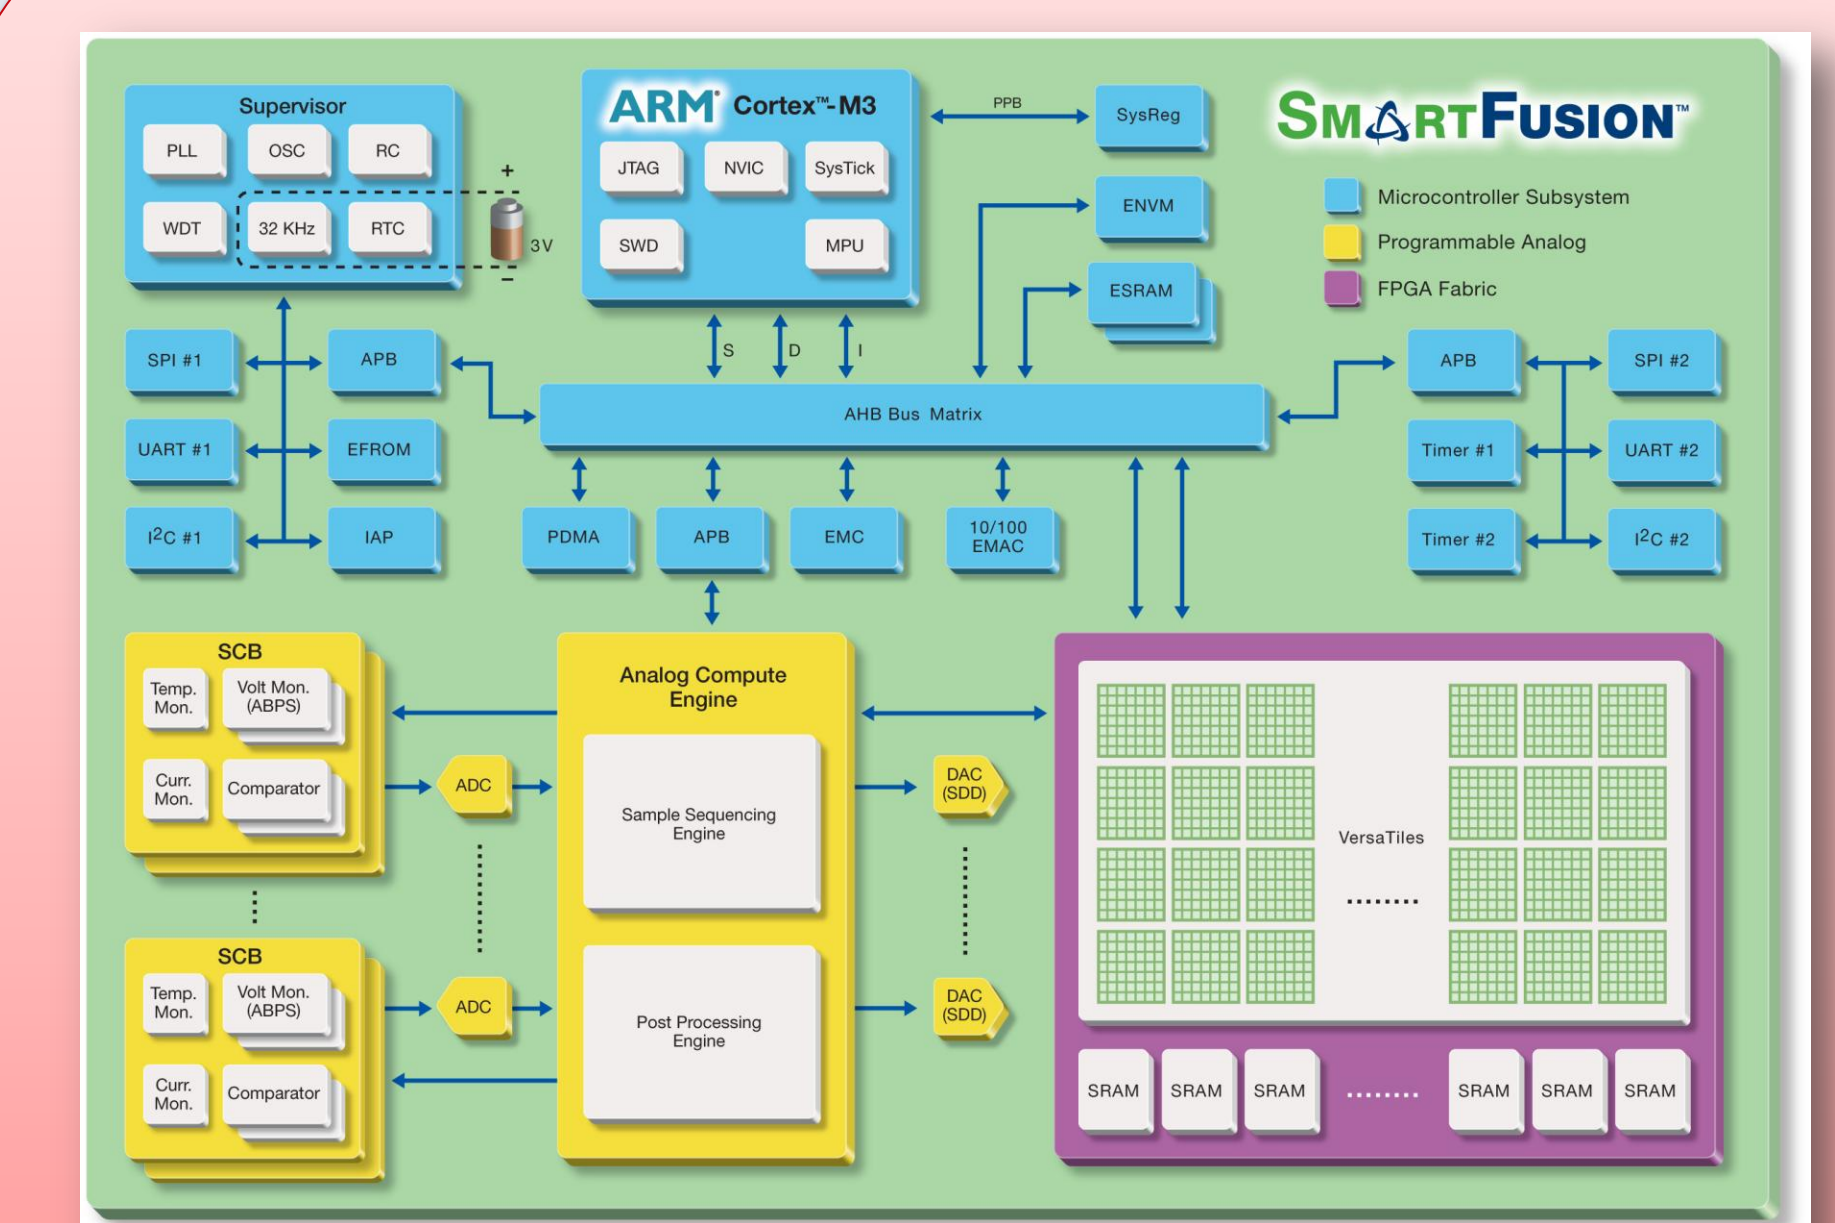 Supervisor
PLL
OSC
RC
WDT
32 KHz
RTC
+
3V
−
ARM® Cortex™-M3
JTAG
NVIC
SysTick
SWD
MPU
PPB
SysReg
ENVM
ESRAM
SMARTFUSION™
Microcontroller Subsystem
Programmable Analog
FPGA Fabric
S
D
I
SPI #1
APB
UART #1
EFROM
I²C #1
IAP
AHB Bus Matrix
PDMA
APB
EMC
10/100
EMAC
APB
SPI #2
Timer #1
UART #2
Timer #2
I²C #2
SCB
Temp.
Mon.
Volt Mon.
(ABPS)
Curr.
Mon.
Comparator
ADC
SCB
Temp.
Mon.
Volt Mon.
(ABPS)
Curr.
Mon.
Comparator
ADC
Analog Compute
Engine
Sample Sequencing
Engine
Post Processing
Engine
DAC
(SDD)
DAC
(SDD)
VersaTiles
SRAM
SRAM
SRAM
SRAM
SRAM
SRAM